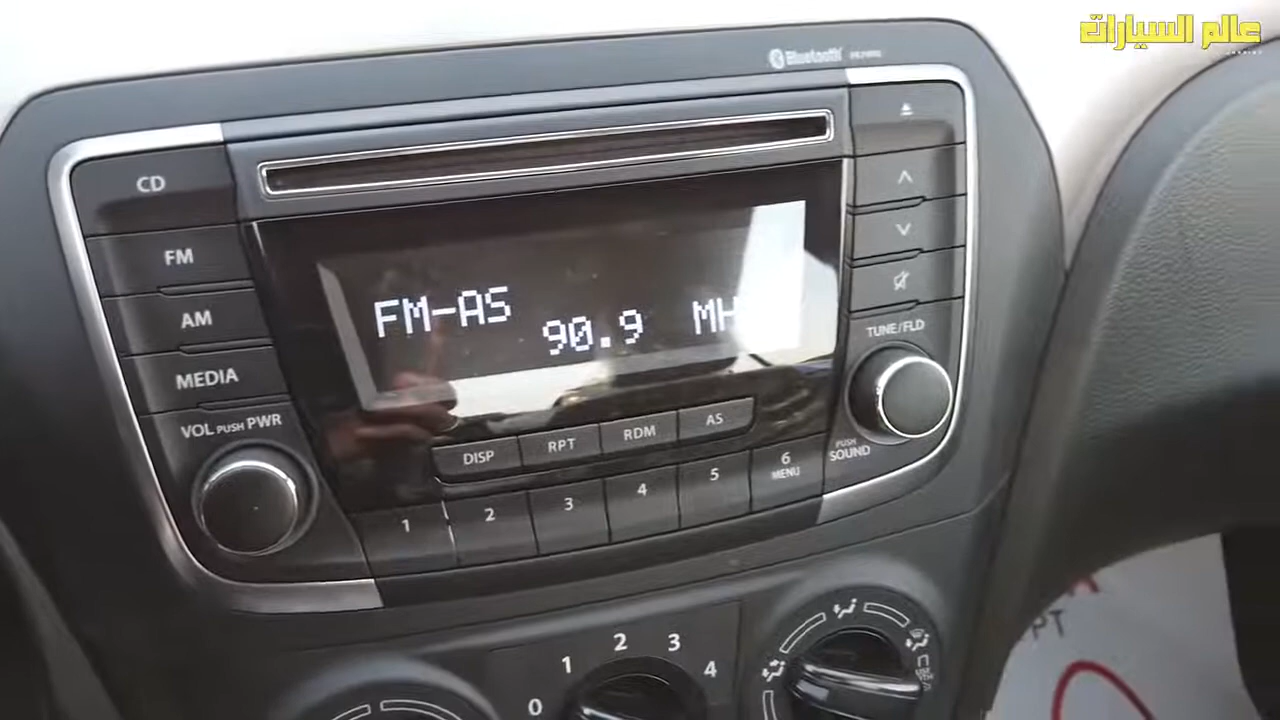 عالم السيارات
Bluetooth
CD
FM
AM
MEDIA
VOL PUSH PWR
FM-AS
90.9 MH
TUNE/FLD
PUSH
SOUND
DISP
RPT
RDM
AS
1
2
3
4
5
6
MENU
0
1
2
3
4
PT